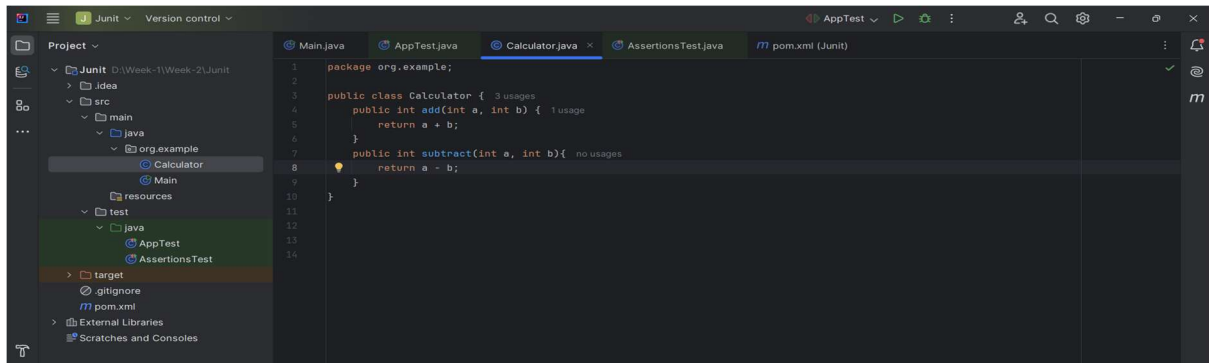 J Junit Version control
AppTest
Project
Main.java AppTest.java Calculator.java AssertionsTest.java m pom.xml (Junit)
Junit D:\Week-1\Week-2\Junit
.idea
src
main
java
org.example
Calculator
Main
resources
test
java
AppTest
AssertionsTest
target
.gitignore
m pom.xml
External Libraries
Scratches and Consoles
m
1 package org.example;
2
3 public class Calculator { 3 usages
4 public int add(int a, int b) { 1 usage
5 return a + b;
6 }
7 public int subtract(int a, int b){ no usages
8 return a - b;
9 }
10 }
11
12
13
14